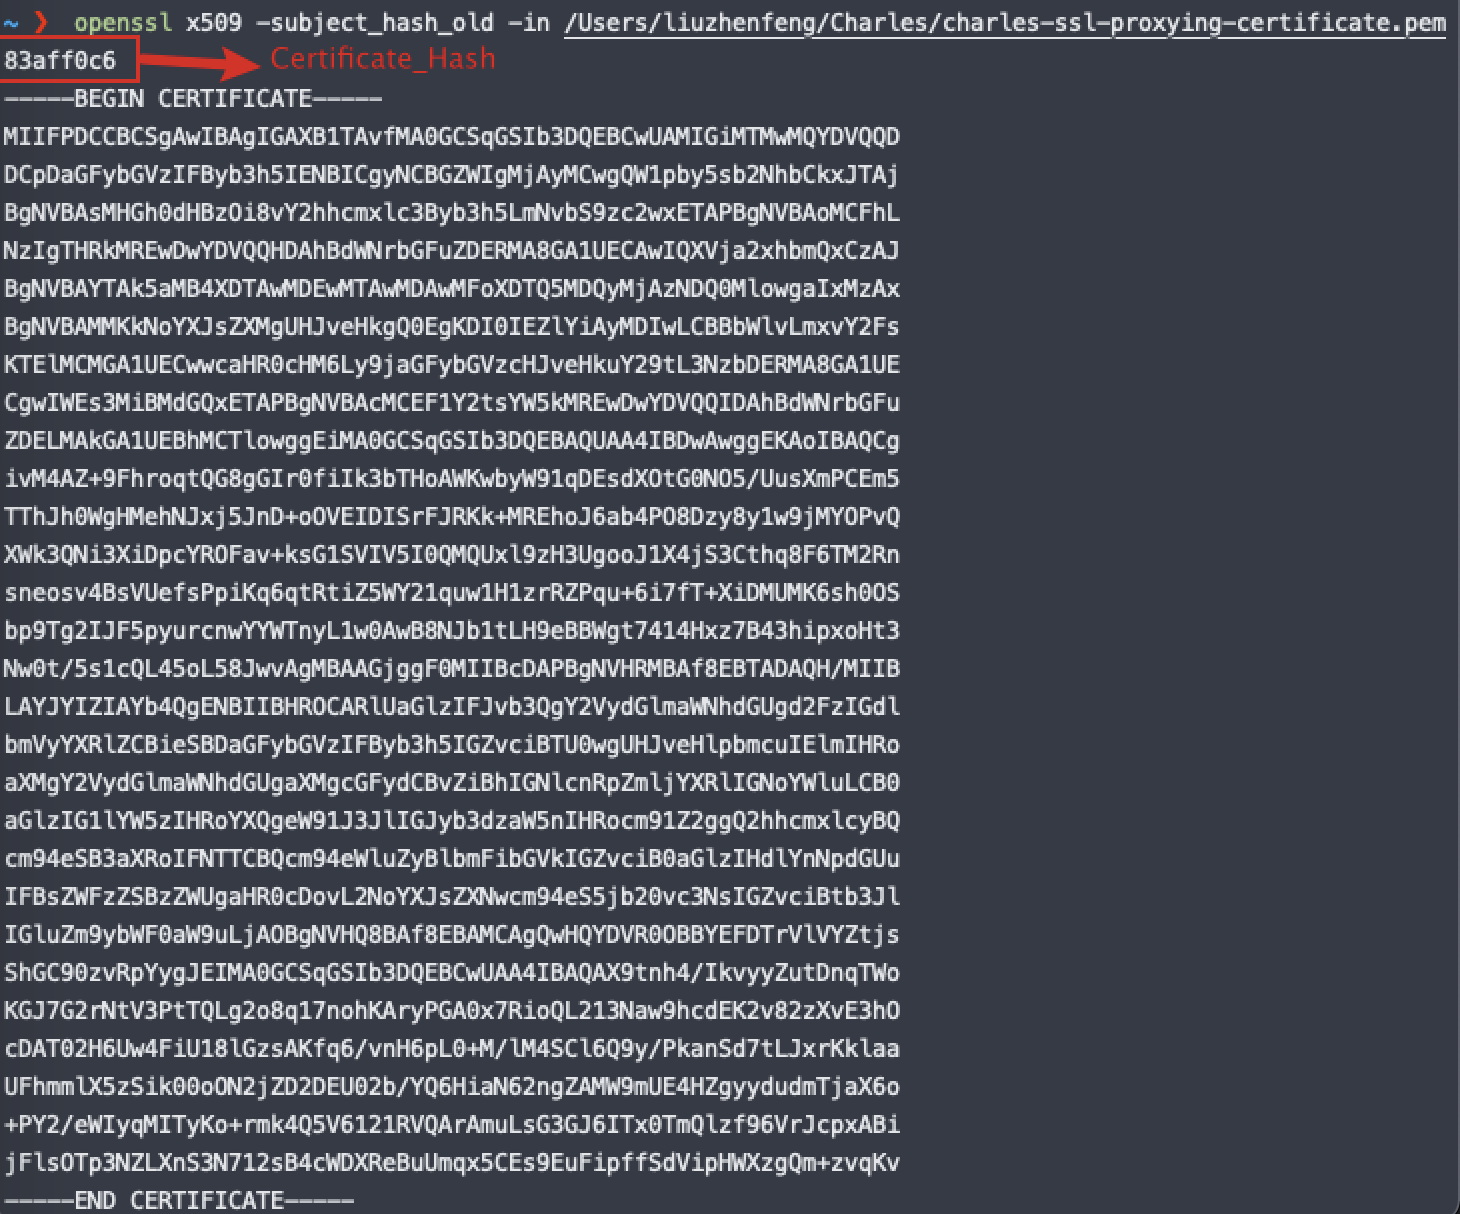 ~ ❯ openssl x509 -subject_hash_old -in /Users/liuzhenfeng/Charles/charles-ssl-proxying-certificate.pem
83aff0c6 Certificate_Hash
-----BEGIN CERTIFICATE-----
MIIFPDCCBCSgAwIBAgIGAXB1TAvfMA0GCSqGSIb3DQEBCwUAMIGiMTMwMQYDVQQD
DCpDaGFybGVzIFByb3h5IENBICgyNCBGZWIgMjAyMCwgQW1pby5sb2NhbCkxJTAj
BgNVBAsMHGh0dHBzOi8vY2hhcmxlc3Byb3h5LmNvbS9zc2wxETAPBgNVBAoMCFhL
NzIgTHRkMREwDwYDVQQHDAhBdWNrbGFuZDERMA8GA1UECAwIQXVja2xhbmQxCzAJ
BgNVBAYTAk5aMB4XDTAwMDEwMTAwMDAwMFoXDTQ5MDQyMjAzNDQ0MlowgaIxMzAx
BgNVBAMMKkNoYXJsZXMgUHJveHkgQ0EgKDI0IEZlYiAyMDIwLCBBbWlvLmxvY2Fs
KTElMCMGA1UECwwcaHR0cHM6Ly9jaGFybGVzcHJveHkuY29tL3NzbDERMA8GA1UE
CgwIWEs3MiBMdGQxETAPBgNVBAcMCEF1Y2tsYW5kMREwDwYDVQQIDAhBdWNrbGFu
ZDELMAkGA1UEBhMCTlowggEiMA0GCSqGSIb3DQEBAQUAA4IBDwAwggEKAoIBAQCg
ivM4AZ+9FhroqtQG8gGIr0fiIk3bTHoAWKwbyW91qDEsdXOtG0NO5/UusXmPCEm5
TThJh0WgHMehNJxj5JnD+oOVEIDISrFJRKk+MREhoJ6ab4PO8Dzy8y1w9jMYOPvQ
XWk3QNi3XiDpcYROFav+ksG1SVIV5I0QMQUxl9zH3UgooJ1X4jS3Cthq8F6TM2Rn
sneosv4BsVUefsPpiKq6qtRtiZ5WY21quw1H1zrRZPqu+6i7fT+XiDMUMK6sh0OS
bp9Tg2IJF5pyurcnwYYWTnyL1w0AwB8NJb1tLH9eBBWgt7414Hxz7B43hipxoHt3
Nw0t/5s1cQL45oL58JwvAgMBAAGjggF0MIIBcDAPBgNVHRMBAf8EBTADAQH/MIIB
LAYJYIZIAYb4QgENBIIBHROCARlUaGlzIFJvb3QgY2VydGlmaWNhdGUgd2FzIGdl
bmVyYXRlZCBieSBDaGFybGVzIFByb3h5IGZvciBTU0wgUHJveHlpbmcuIElmIHRo
aXMgY2VydGlmaWNhdGUgaXMgcGFydCBvZiBhIGNlcnRpZmljYXRlIGNoYWluLCB0
aGlzIG1lYW5zIHRoYXQgeW91J3JlIGJyb3dzaW5nIHRocm91Z2ggQ2hhcmxlcyBQ
cm94eSB3aXRoIFNTTCBQcm94eWluZyBlbmFibGVkIGZvciB0aGlzIHdlYnNpdGUu
IFBsZWFzZSBzZWUgaHR0cDovL2NoYXJsZXNwcm94eS5jb20vc3NsIGZvciBtb3Jl
IGluZm9ybWF0aW9uLjAOBgNVHQ8BAf8EBAMCAgQwHQYDVR0OBBYEFDTrVlVYZtjs
ShGC90zvRpYygJEIMA0GCSqGSIb3DQEBCwUAA4IBAQAX9tnh4/IkvyyZutDnqTWo
KGJ7G2rNtV3PtTQLg2o8q17nohKAryPGA0x7RioQL213Naw9hcdEK2v82zXvE3hO
cDAT02H6Uw4FiU18lGzsAKfq6/vnH6pL0+M/lM4SCl6Q9y/PkanSd7tLJxrKklaa
UFhmmlX5zSik00oON2jZD2DEU02b/YQ6HiaN62ngZAMW9mUE4HZgyydudmTjaX6o
+PY2/eWIyqMITyKo+rmk4Q5V6121RVQArAmuLsG3GJ6ITx0TmQlzf96VrJcpxABi
jFlsOTp3NZLXnS3N712sB4cWDXReBuUmqx5CEs9EuFipffSdVipHWXzgQm+zvqKv
-----END CERTIFICATE-----